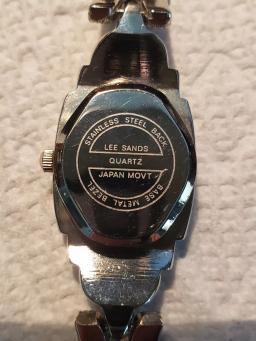 STAINLESS STEEL BACK
LEE SANDS
QUARTZ
JAPAN MOVT
BASE METAL BEZEL